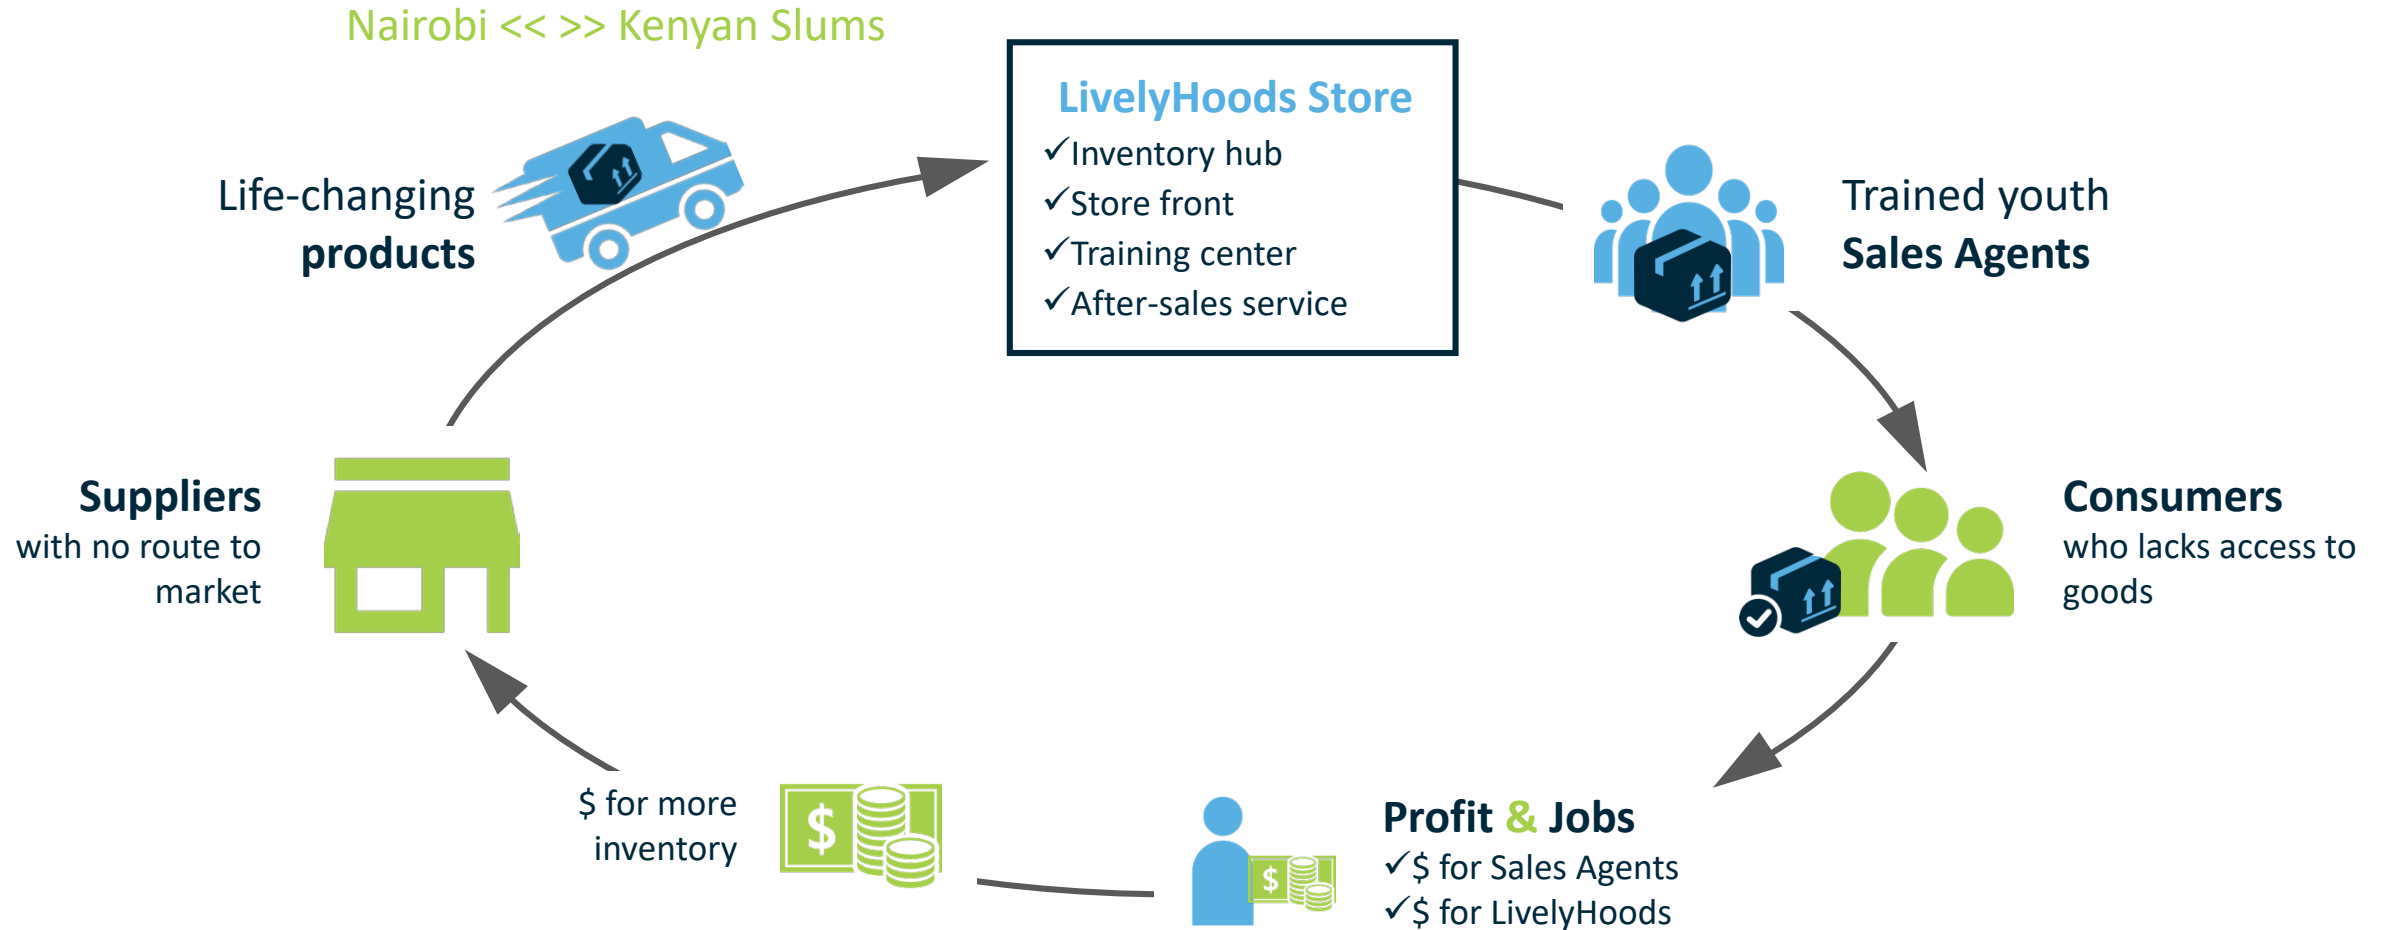 Nairobi << >> Kenyan Slums
LivelyHoods Store
✓Inventory hub
✓Store front
✓Training center
✓After-sales service
Life-changing
products
Trained youth
Sales Agents
Suppliers
with no route to
market
Consumers
who lacks access to
goods
$ for more
inventory
$
Profit & Jobs
✓$ for Sales Agents
✓$ for LivelyHoods
$